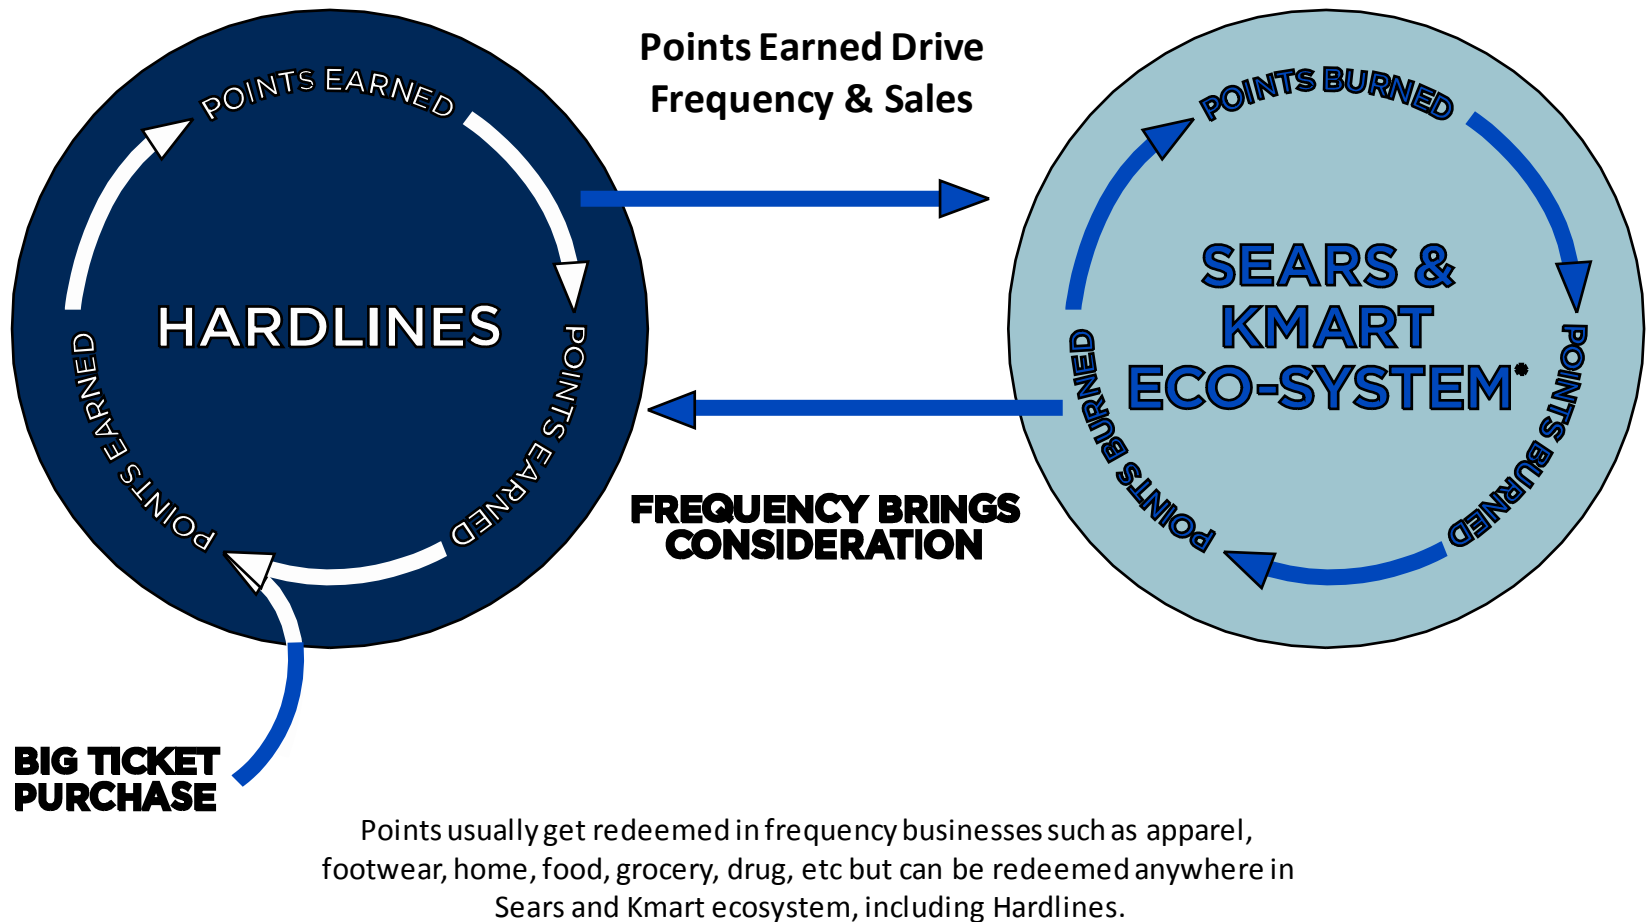 Points Earned Drive
Frequency & Sales
POINTS EARNED
POINTS EARNED
POINTS EARNED
HARDLINES
POINTS BURNED
POINTS BURNED
POINTS BURNED
SEARS &
KMART
ECO-SYSTEM*
FREQUENCY BRINGS
CONSIDERATION
BIG TICKET
PURCHASE
Points usually get redeemed in frequency businesses such as apparel,
footwear, home, food, grocery, drug, etc but can be redeemed anywhere in
Sears and Kmart ecosystem, including Hardlines.